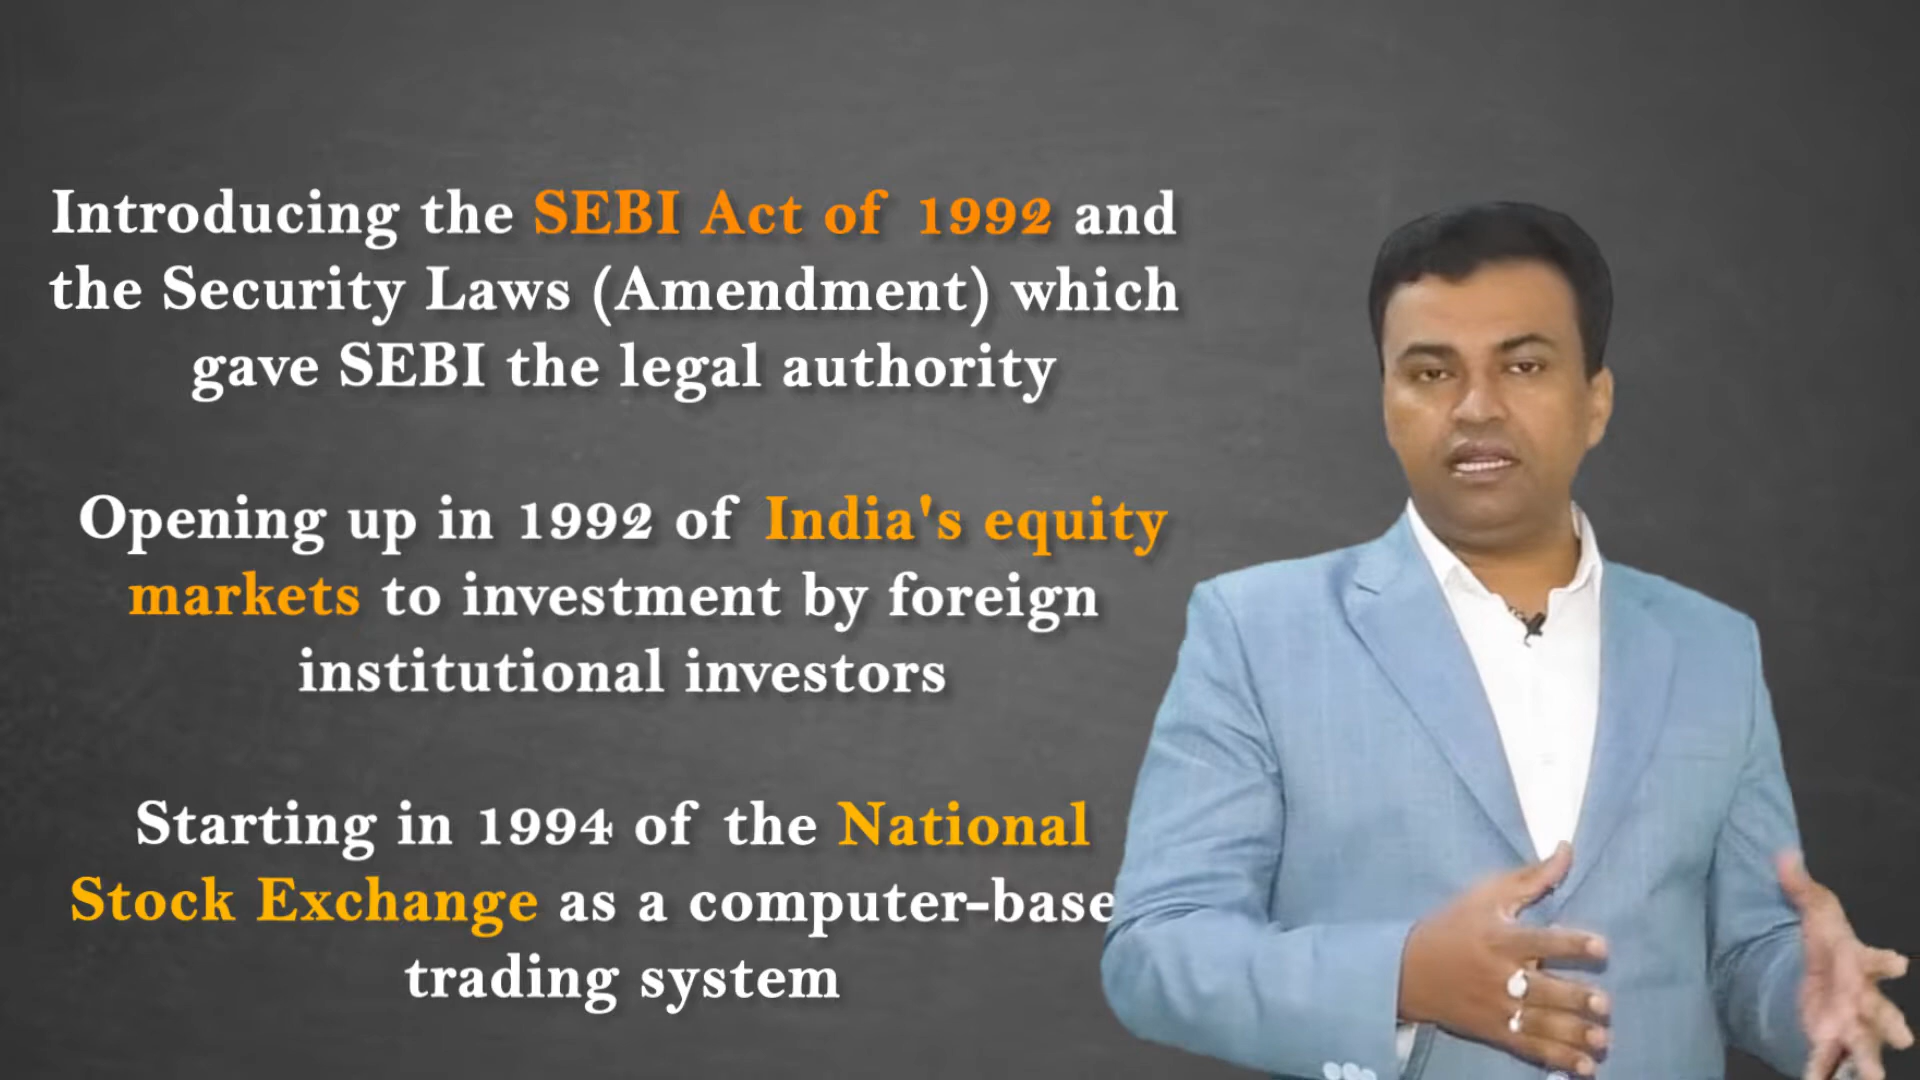 Introducing the SEBI Act of 1992 and
the Security Laws (Amendment) which
gave SEBI the legal authority
Opening up in 1992 of India's equity
markets to investment by foreign
institutional investors
Starting in 1994 of the National
Stock Exchange as a computer-base
trading system